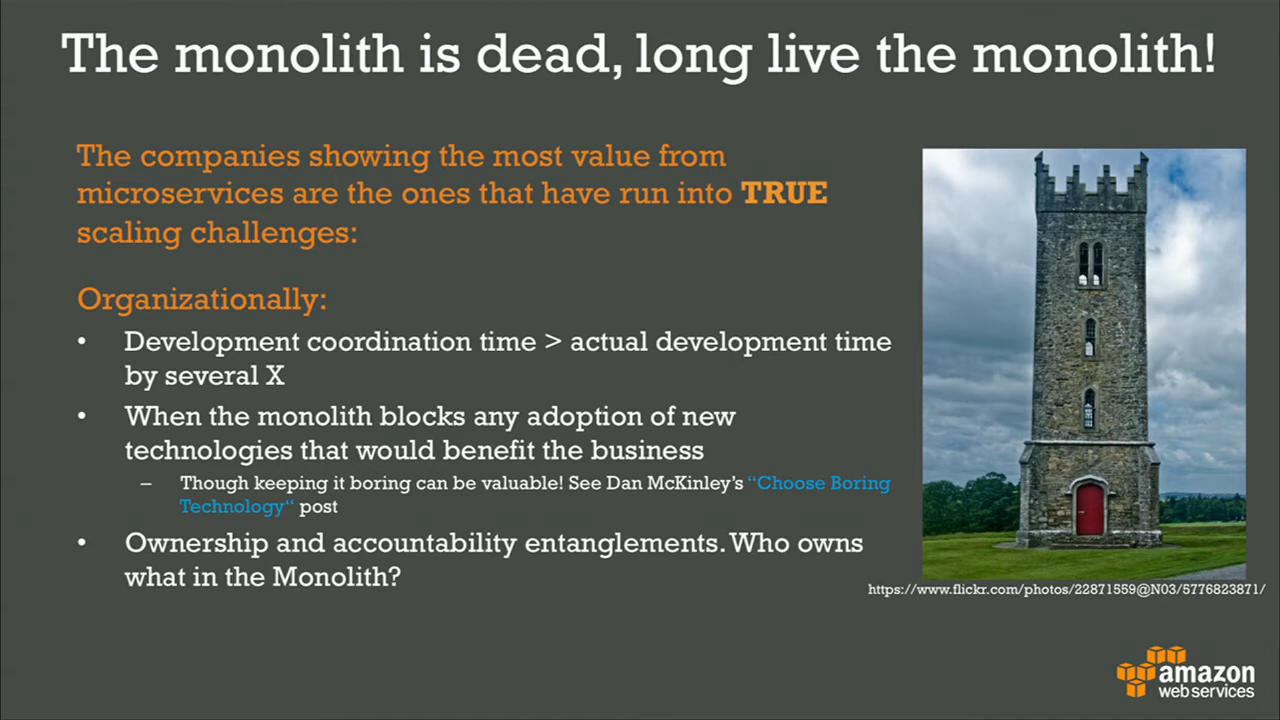 The monolith is dead, long live the monolith!
The companies showing the most value from
microservices are the ones that have run into TRUE
scaling challenges:
Organizationally:
• Development coordination time > actual development time
by several X
• When the monolith blocks any adoption of new
technologies that would benefit the business
– Though keeping it boring can be valuable! See Dan McKinley's “Choose Boring
Technology“ post
• Ownership and accountability entanglements. Who owns
what in the Monolith?
https://www.flickr.com/photos/22871559@N03/5776823871/
amazon
web services